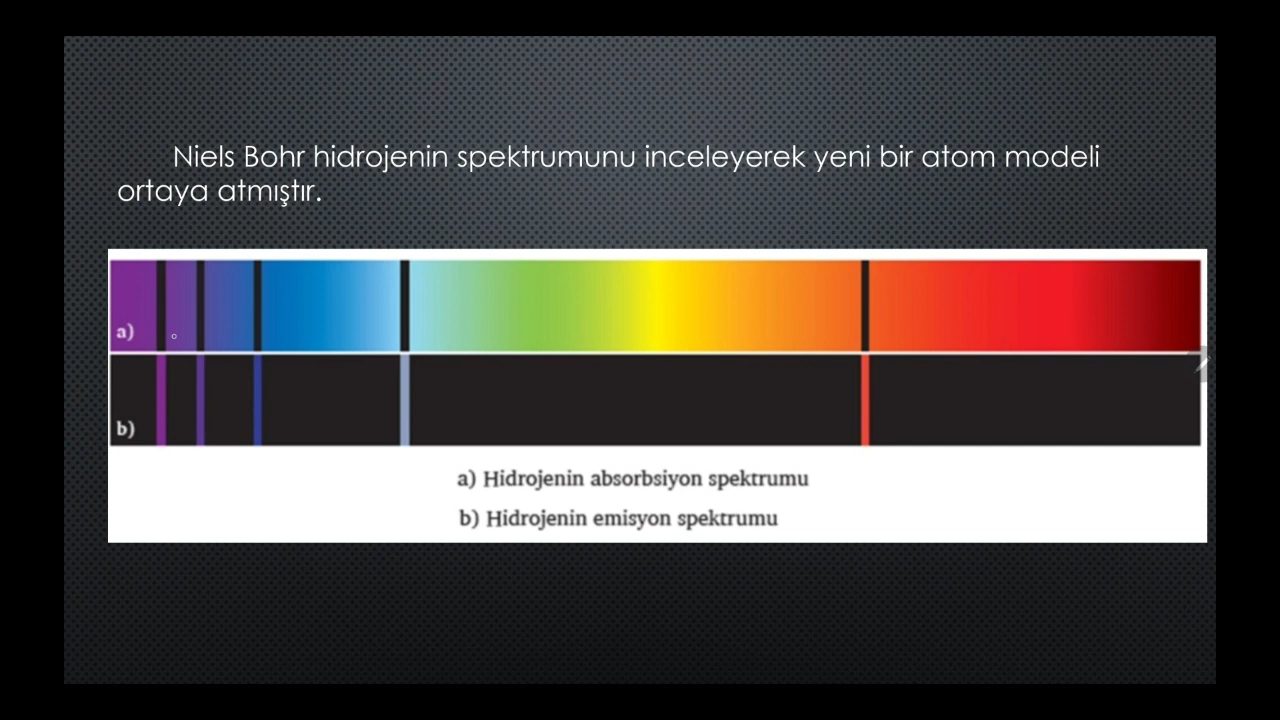 Niels Bohr hidrojenin spektrumunu inceleyerek yeni bir atom modeli
ortaya atmıştır.
a)
b)
a) Hidrojenin absorbsiyon spektrumu
b) Hidrojenin emisyon spektrumu